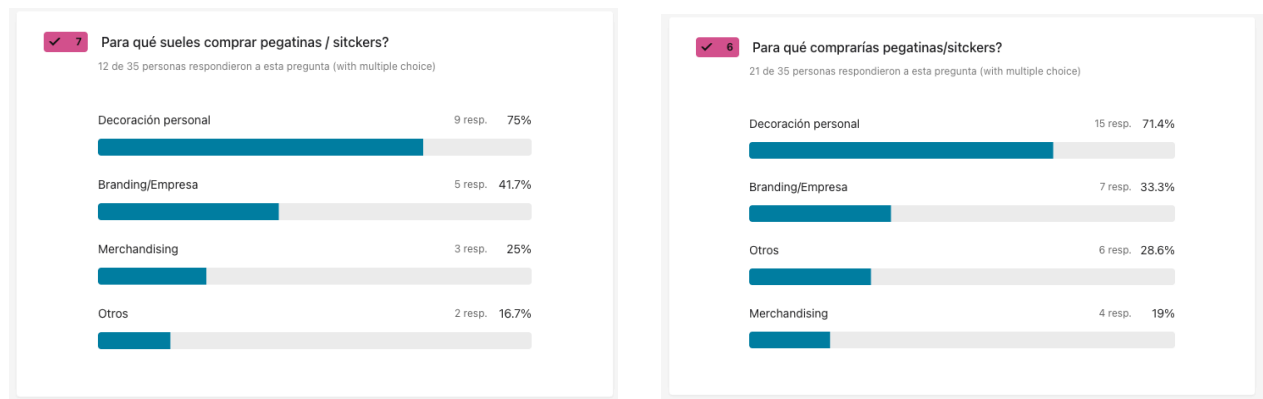 7 Para qué sueles comprar pegatinas / sitckers?
12 de 35 personas respondieron a esta pregunta (with multiple choice)
Decoración personal 9 resp. 75%
Branding/Empresa 5 resp. 41.7%
Merchandising 3 resp. 25%
Otros 2 resp. 16.7%
6 Para qué comprarías pegatinas/sitckers?
21 de 35 personas respondieron a esta pregunta (with multiple choice)
Decoración personal 15 resp. 71.4%
Branding/Empresa 7 resp. 33.3%
Otros 6 resp. 28.6%
Merchandising 4 resp. 19%